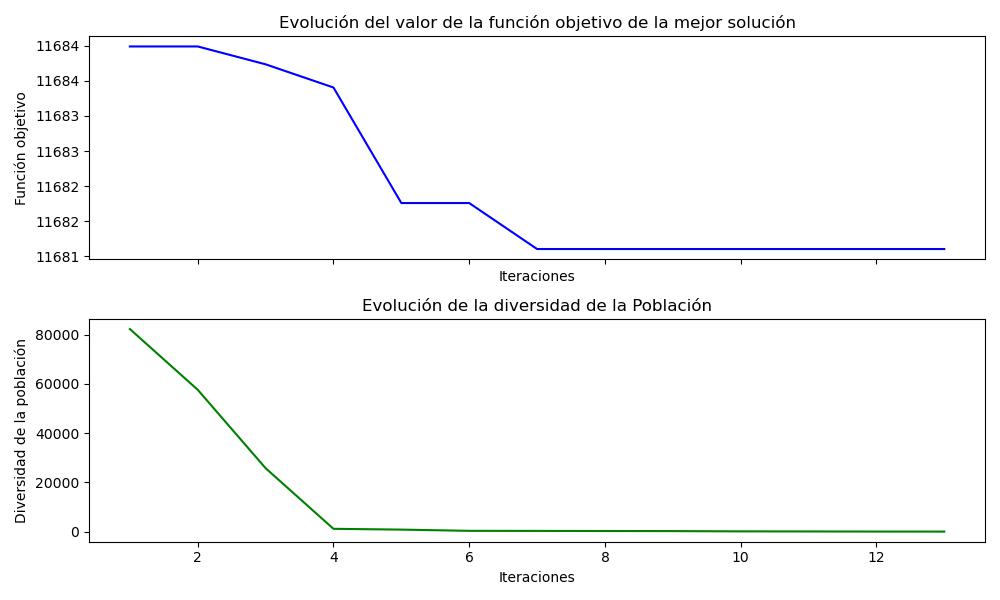 Evolución del valor de la función objetivo de la mejor solución
11684
11684
11683
11683
11682
11682
11681
Función objetivo
Iteraciones
Evolución de la diversidad de la Población
80000
60000
40000
20000
0
Diversidad de la población
2 4 6 8 10 12
Iteraciones